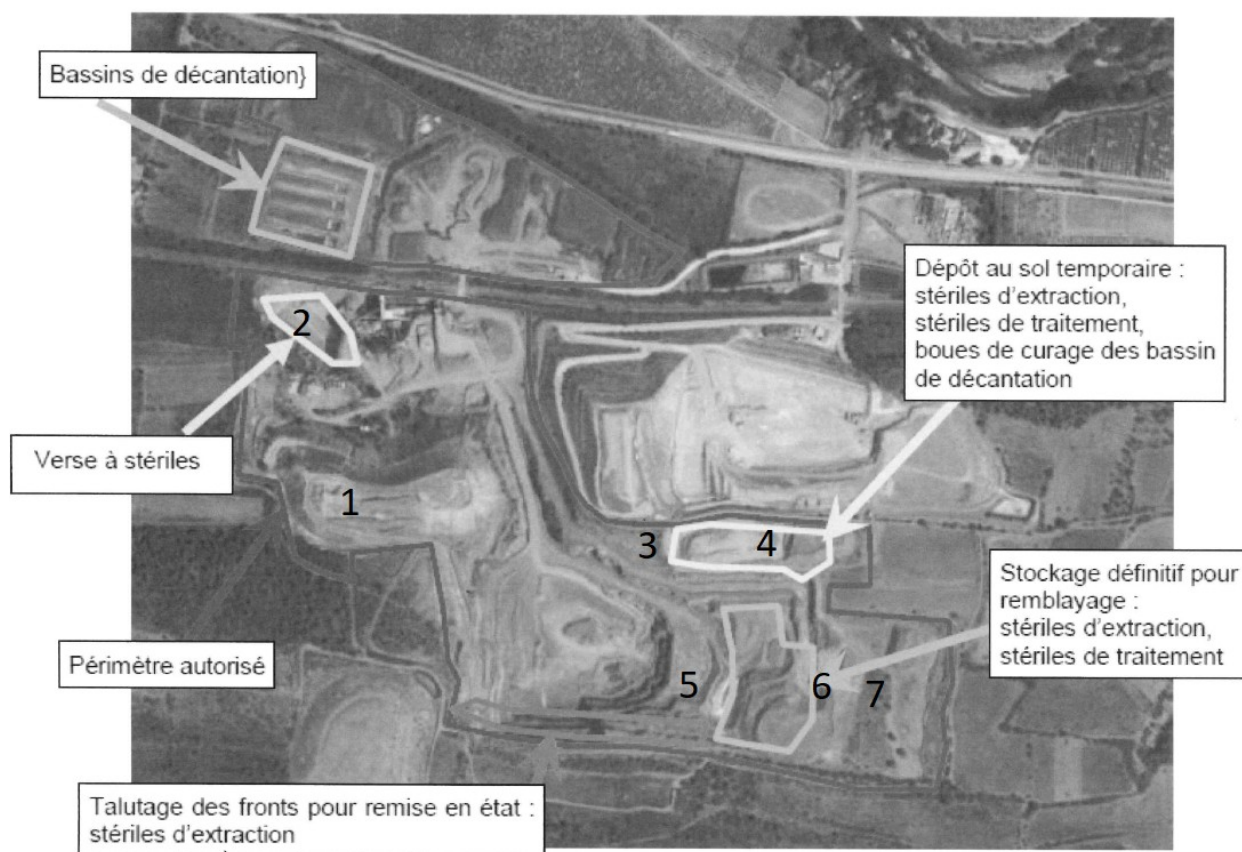 Bassins de décantation}
Dépôt au sol temporaire :
stériles d'extraction,
stériles de traitement,
boues de curage des bassin
de décantation
2
Verse à stériles
1
3
4
Stockage définitif pour
remblayage :
stériles d'extraction,
stériles de traitement
Périmètre autorisé
5
6
7
Talutage des fronts pour remise en état :
stériles d'extraction